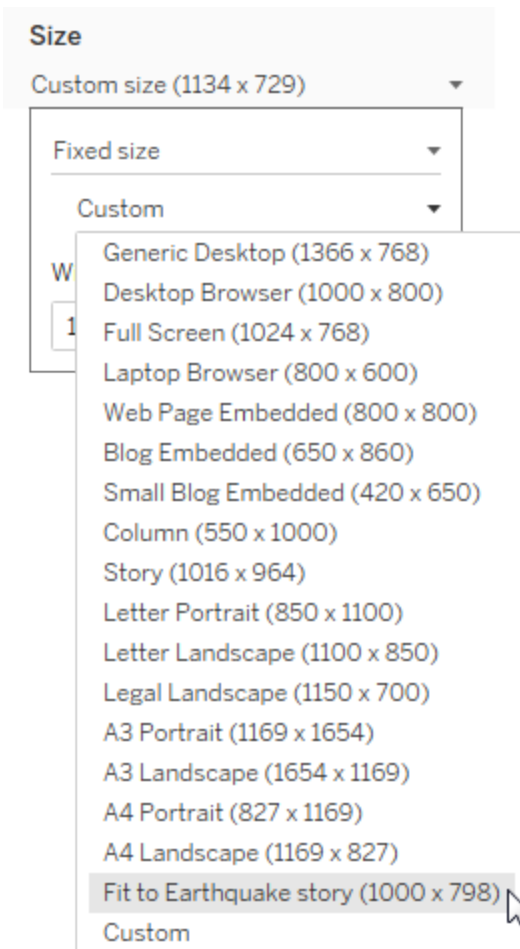 Size
Custom size (1134 x 729)
Fixed size
Custom
W
1
Generic Desktop (1366 x 768)
Desktop Browser (1000 x 800)
Full Screen (1024 x 768)
Laptop Browser (800 x 600)
Web Page Embedded (800 x 800)
Blog Embedded (650 x 860)
Small Blog Embedded (420 x 650)
Column (550 x 1000)
Story (1016 x 964)
Letter Portrait (850 x 1100)
Letter Landscape (1100 x 850)
Legal Landscape (1150 x 700)
A3 Portrait (1169 x 1654)
A3 Landscape (1654 x 1169)
A4 Portrait (827 x 1169)
A4 Landscape (1169 x 827)
Fit to Earthquake story (1000 x 798)
Custom